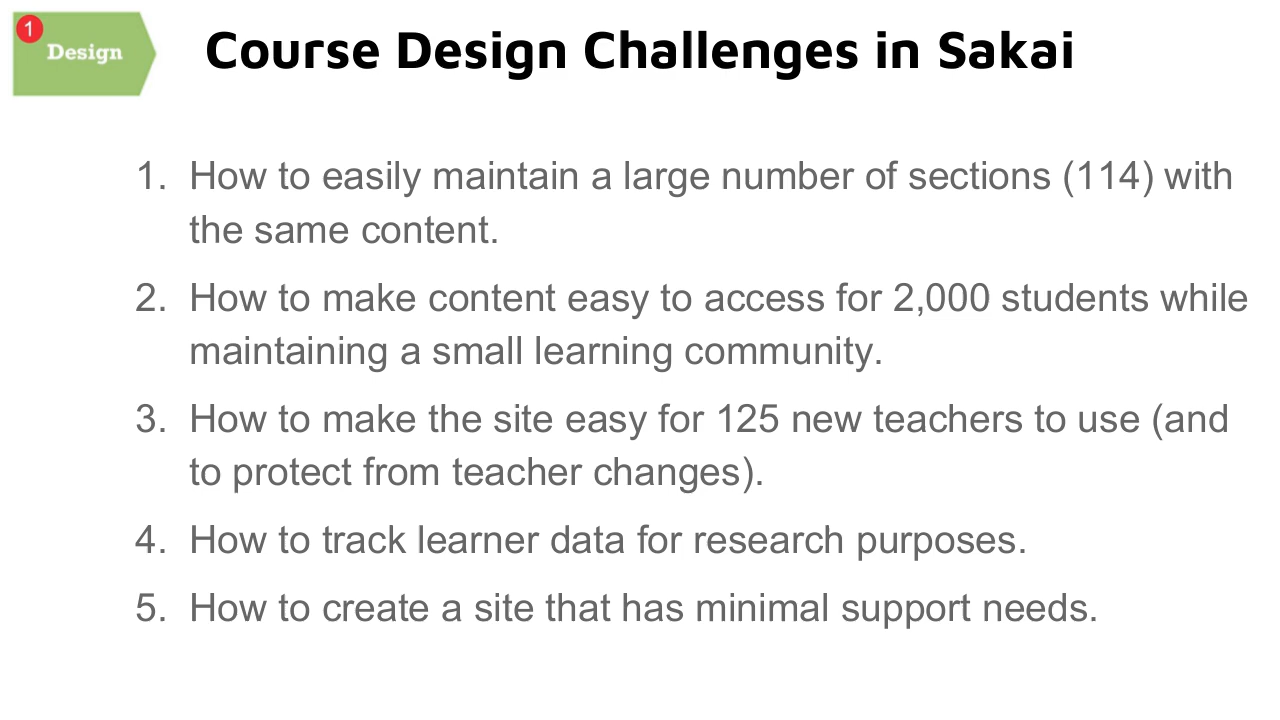 1
Design
Course Design Challenges in Sakai
1. How to easily maintain a large number of sections (114) with
the same content.
2. How to make content easy to access for 2,000 students while
maintaining a small learning community.
3. How to make the site easy for 125 new teachers to use (and
to protect from teacher changes).
4. How to track learner data for research purposes.
5. How to create a site that has minimal support needs.